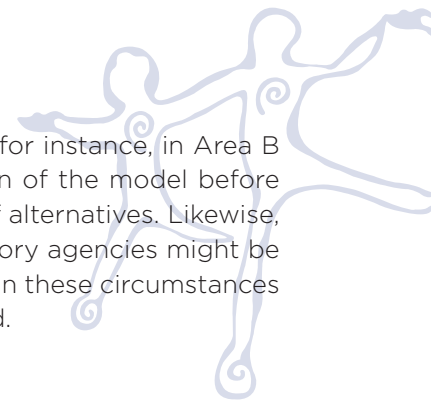 for instance, in Area B
n of the model before
f alternatives. Likewise,
ory agencies might be
n these circumstances
d.